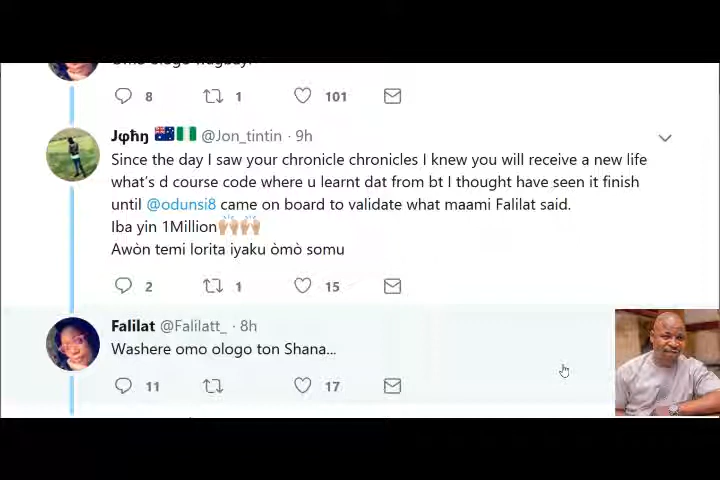 8 1 101
Jφħŋ @Jon_tintin · 9h
Since the day I saw your chronicle chronicles I knew you will receive a new life
what's d course code where u learnt dat from bt I thought have seen it finish
until @odunsi8 came on board to validate what maami Falilat said.
Iba yin 1Million
Awòn temi lorita iyaku òmò somu
2 1 15
Falilat @Falilatt_ · 8h
Washere omo ologo ton Shana...
11 17